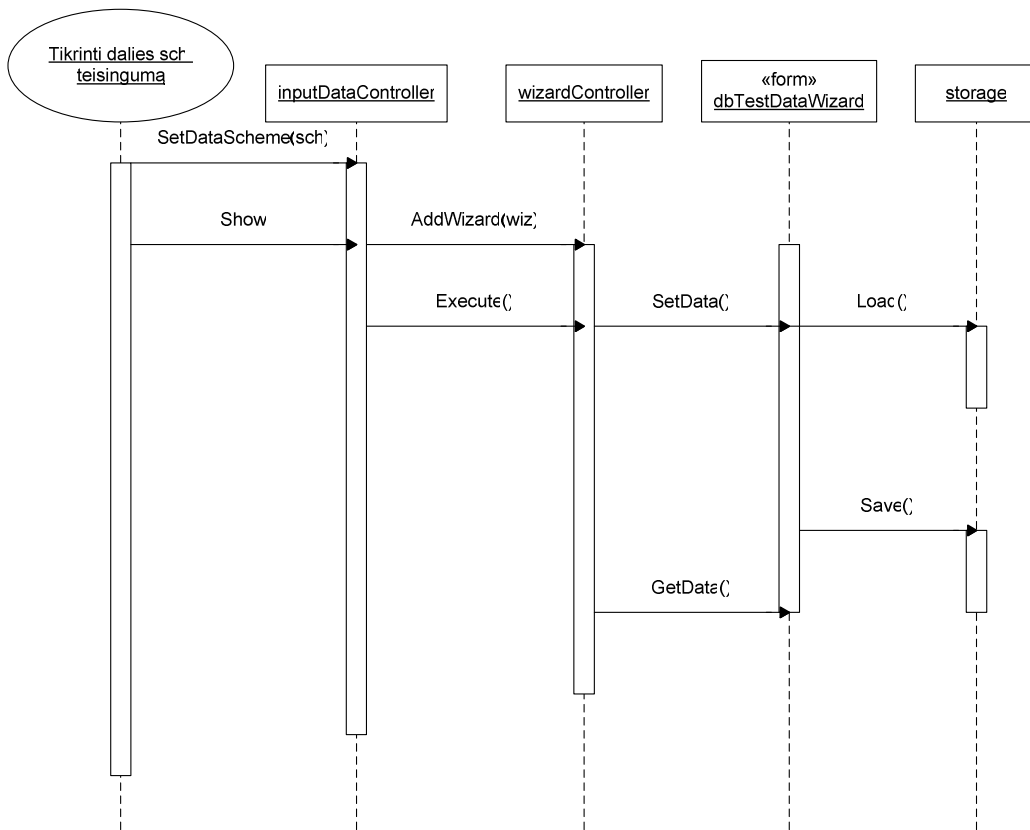 Tikrinti dalies sch
teisingumą
inputDataController
wizardController
«form»
dbTestDataWizard
storage
SetDataScheme(sch)
Show
AddWizard(wiz)
Execute()
SetData()
Load()
Save()
GetData()